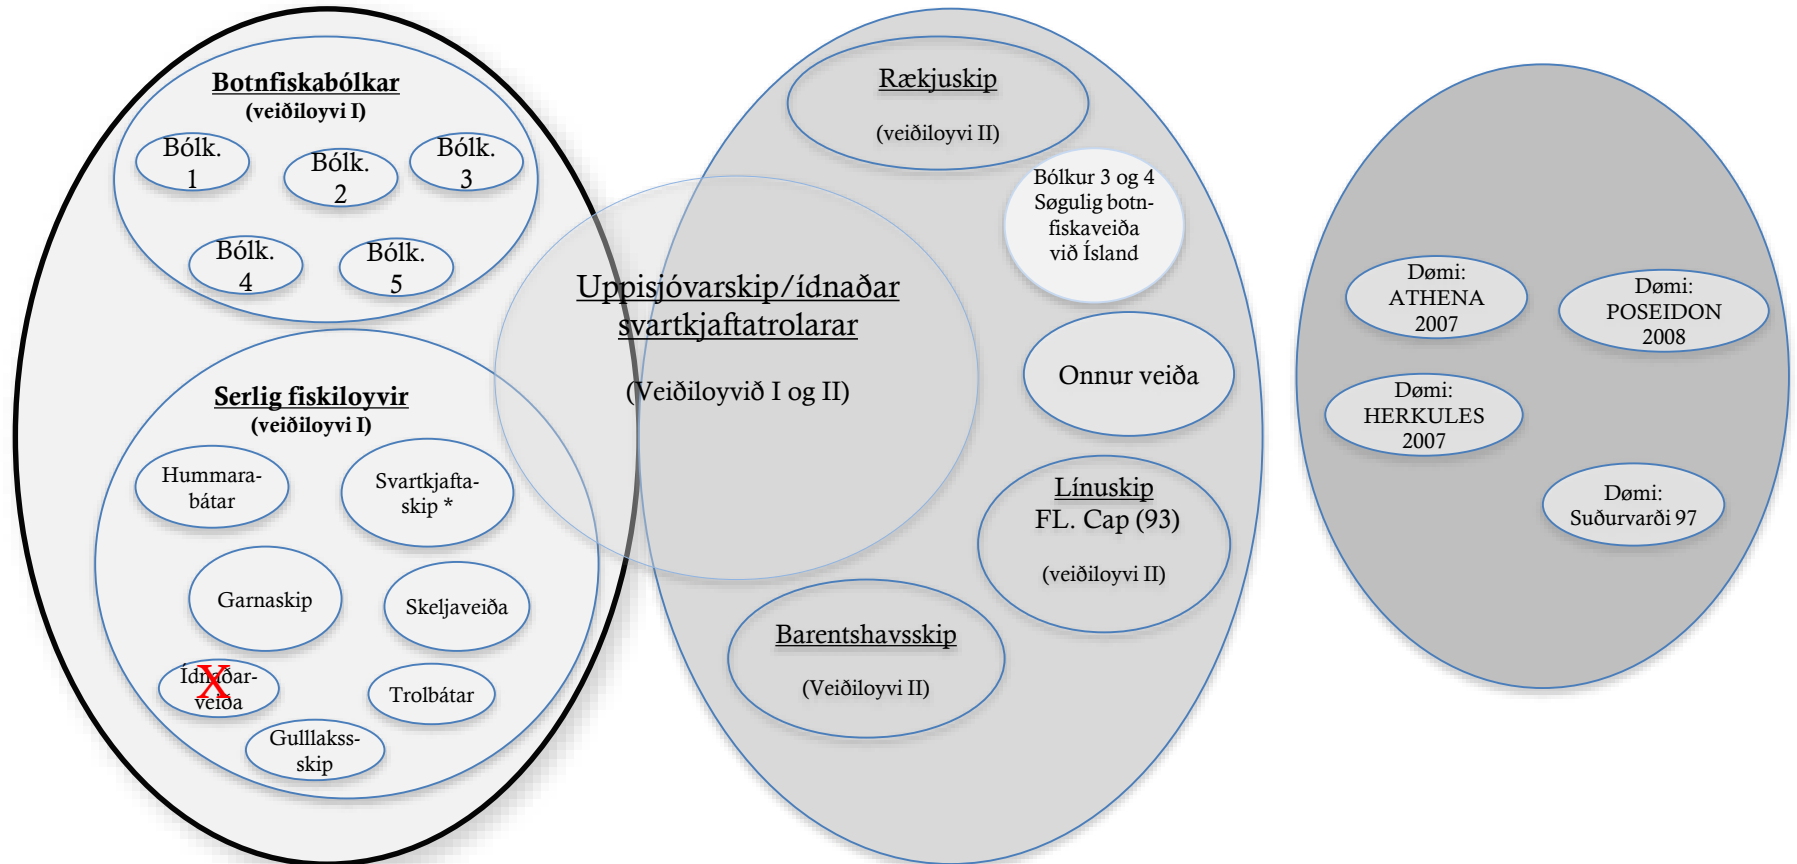 Botnfiskabólkar
(veiðiloyvi I)
Bólk.
1
Bólk.
2
Bólk.
3
Bólk.
4
Bólk.
5
Serlig fiskiloyvir
(veiðiloyvi I)
Hummara-
bátar
Svartkjafta-
skip *
Garnaskip
Skeljaveiða
Ídnaðar-
veiða
X
Trolbátar
Gulllakss-
skip
Uppisjóvarskip/ídnaðar
svartkjaftatrolarar
(Veiðiloyvið I og II)
Rækjuskip
(veiðiloyvi II)
Bólkur 3 og 4
Søgulig botn-
fiskaveiða
við Ísland
Onnur veiða
Línuskip
FL. Cap (93)
(veiðiloyvi II)
Barentshavsskip
(Veiðiloyvi II)
Dømi:
ATHENA
2007
Dømi:
POSEIDON
2008
Dømi:
HERKULES
2007
Dømi:
Suðurvarði 97